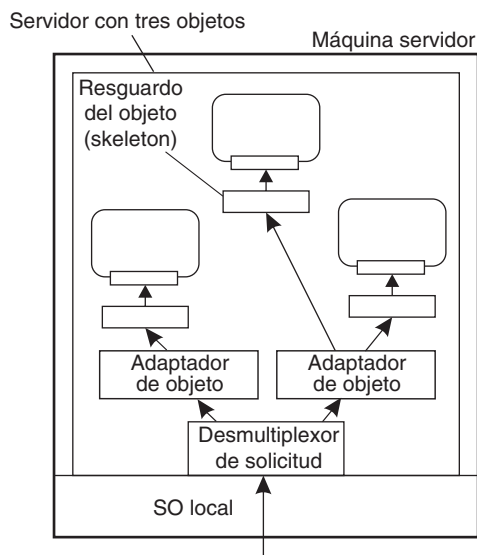 Servidor con tres objetos
Máquina servidor
Resguardo
del objeto
(skeleton)
Adaptador
de objeto
Adaptador
de objeto
Desmultiplexor
de solicitud
SO local